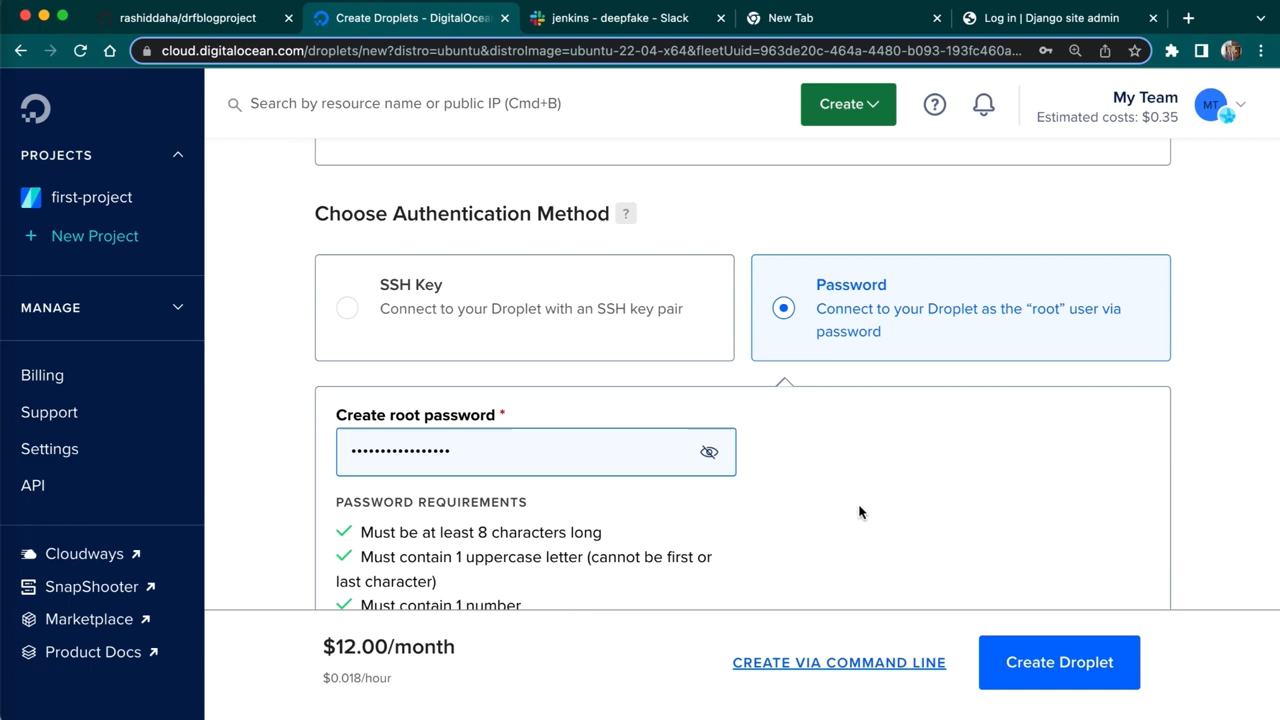 rashiddaha/drfblogproject
Create Droplets - DigitalOcea
jenkins - deepfake - Slack
New Tab
Log in | Django site admin
cloud.digitalocean.com/droplets/new?distro=ubuntu&distroImage=ubuntu-22-04-x64&fleetUuid=963de20c-464a-4480-b093-193fc460a...
Search by resource name or public IP (Cmd+B)
Create
My Team
Estimated costs: $0.35
MT
PROJECTS
first-project
+ New Project
MANAGE
Billing
Support
Settings
API
Cloudways
SnapShooter
Marketplace
Product Docs
Choose Authentication Method ?
SSH Key
Connect to your Droplet with an SSH key pair
Password
Connect to your Droplet as the “root” user via
password
Create root password *
•••••••••••••••••
PASSWORD REQUIREMENTS
Must be at least 8 characters long
Must contain 1 uppercase letter (cannot be first or
last character)
Must contain 1 number
$12.00/month
$0.018/hour
CREATE VIA COMMAND LINE
Create Droplet